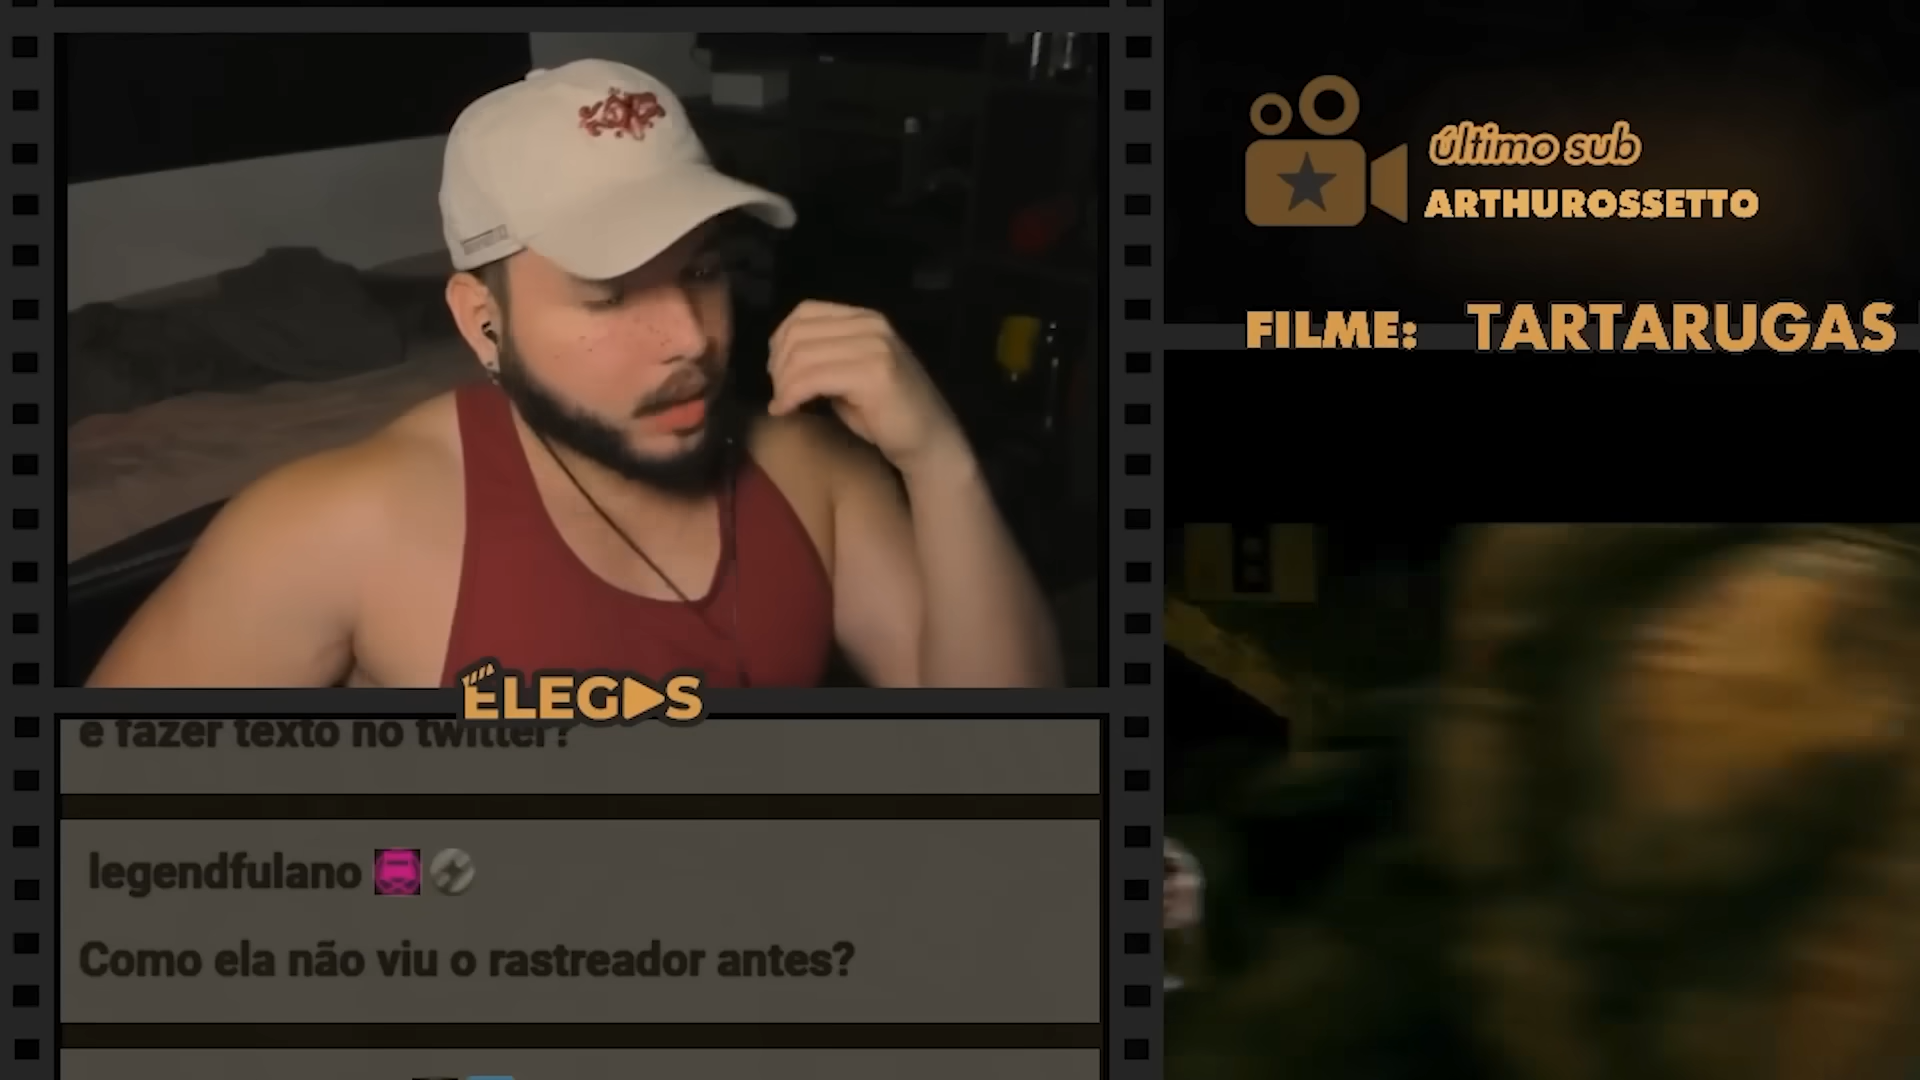 último sub
ARTHUROSSETTO
FILME: TARTARUGAS
ELEGOS
e fazer texto no twitter?
legendfulano
Como ela não viu o rastreador antes?